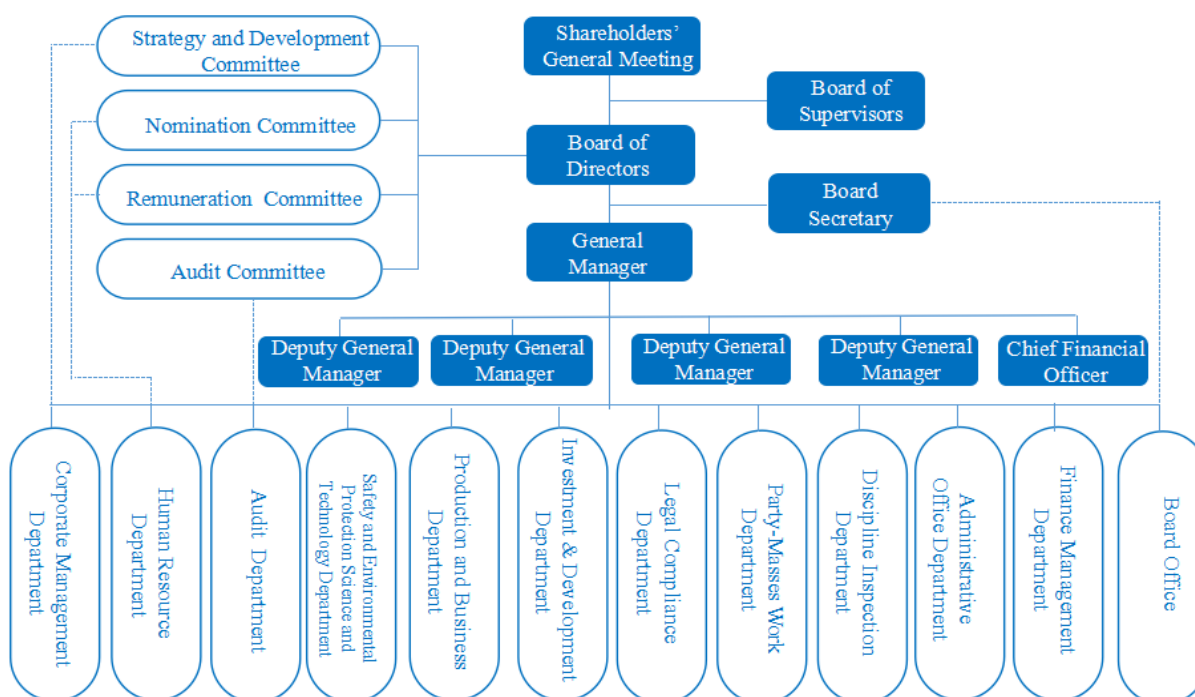 Strategy and Development
Committee
Shareholders’
General Meeting
Board of
Supervisors
Nomination Committee
Board of
Directors
Remuneration Committee
Board
Secretary
General
Manager
Audit Committee
Deputy General
Manager
Deputy General
Manager
Deputy General
Manager
Deputy General
Manager
Chief Financial
Officer
Corporate Management
Department
Human Resource
Department
Audit Department
Safety and Environmental
Protection Science and
Technology Department
Production and Business
Department
Investment & Development
Department
Legal Compliance
Department
Party-Masses Work
Department
Discipline Inspection
Department
Administrative
Office Department
Finance Management
Department
Board Office